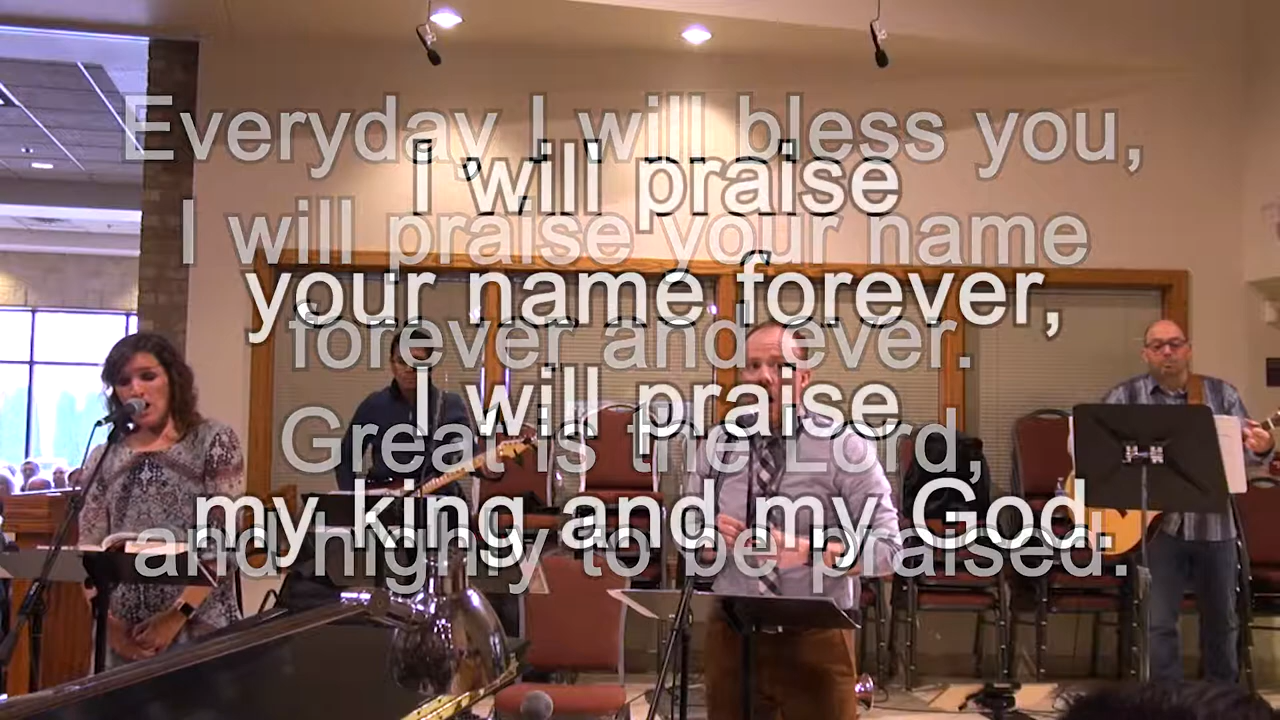 Everyday I will bless you,
I will praise your name
forever and ever.
Great is the Lord,
and highly to be praised.
I will praise
your name forever,
I will praise
my king and my God.